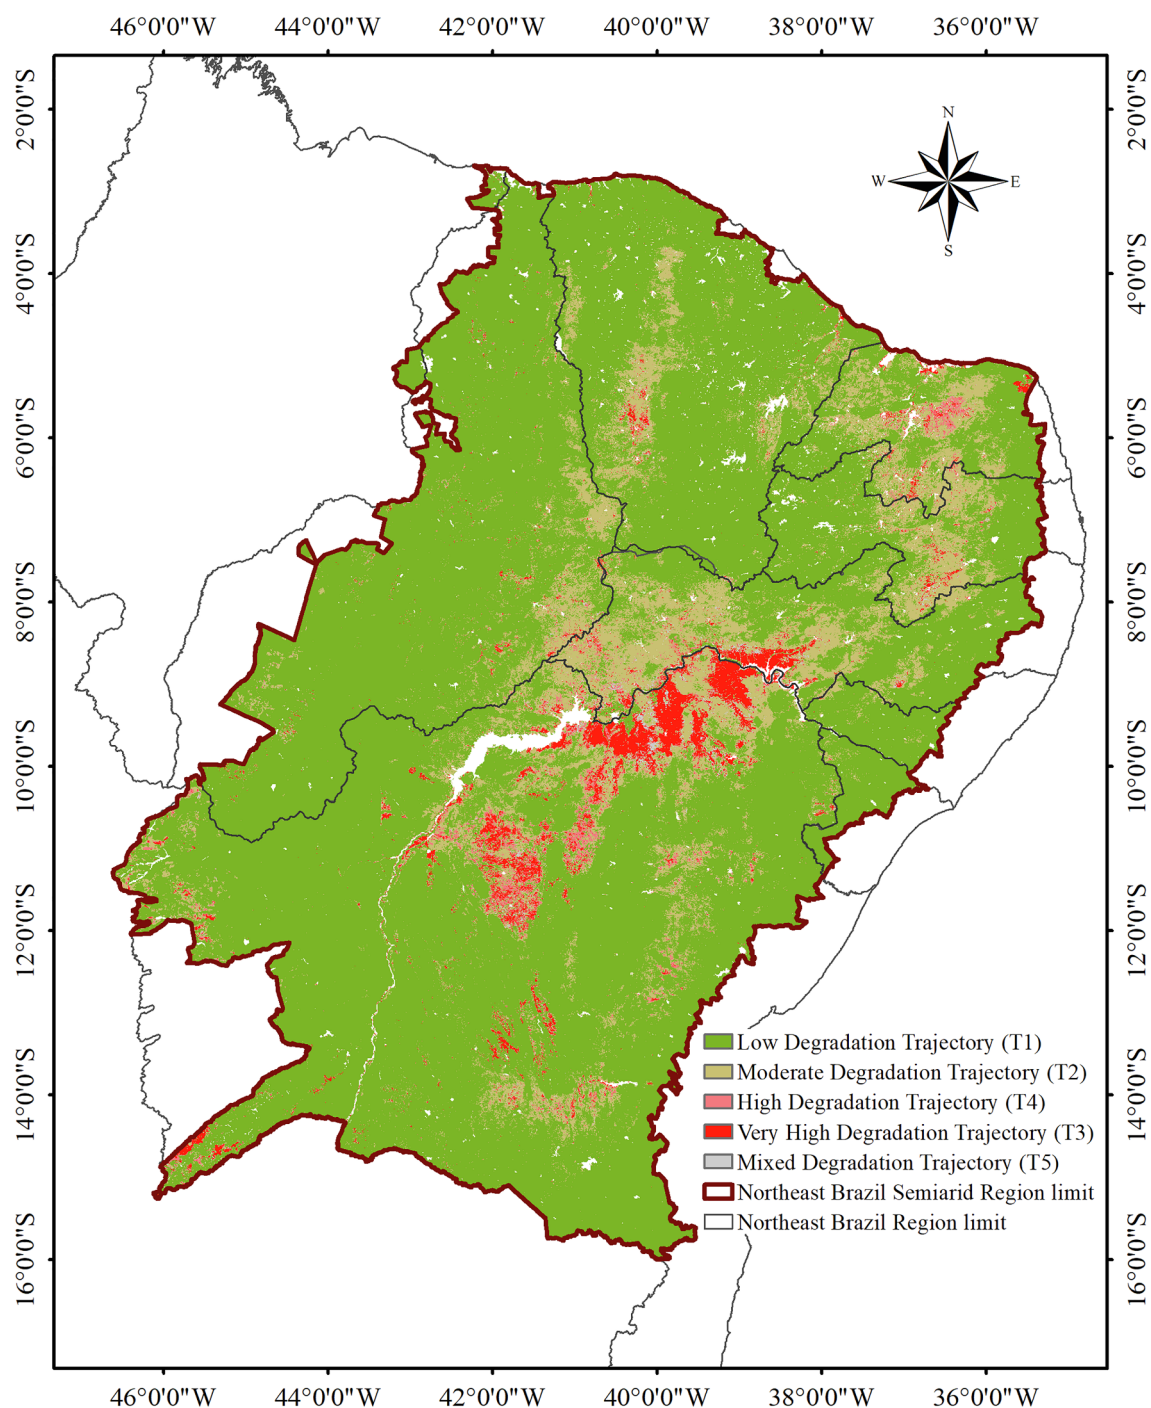 46°0'0"W 44°0'0"W 42°0'0"W 40°0'0"W 38°0'0"W 36°0'0"W
2°0'0"S 2°0'0"S
N
W E
S
4°0'0"S 4°0'0"S
6°0'0"S 6°0'0"S
8°0'0"S 8°0'0"S
10°0'0"S 10°0'0"S
12°0'0"S 12°0'0"S
Low Degradation Trajectory (T1)
Moderate Degradation Trajectory (T2)
14°0'0"S 14°0'0"S
High Degradation Trajectory (T4)
Very High Degradation Trajectory (T3)
Mixed Degradation Trajectory (T5)
Northeast Brazil Semiarid Region limit
Northeast Brazil Region limit
16°0'0"S 16°0'0"S
46°0'0"W 44°0'0"W 42°0'0"W 40°0'0"W 38°0'0"W 36°0'0"W